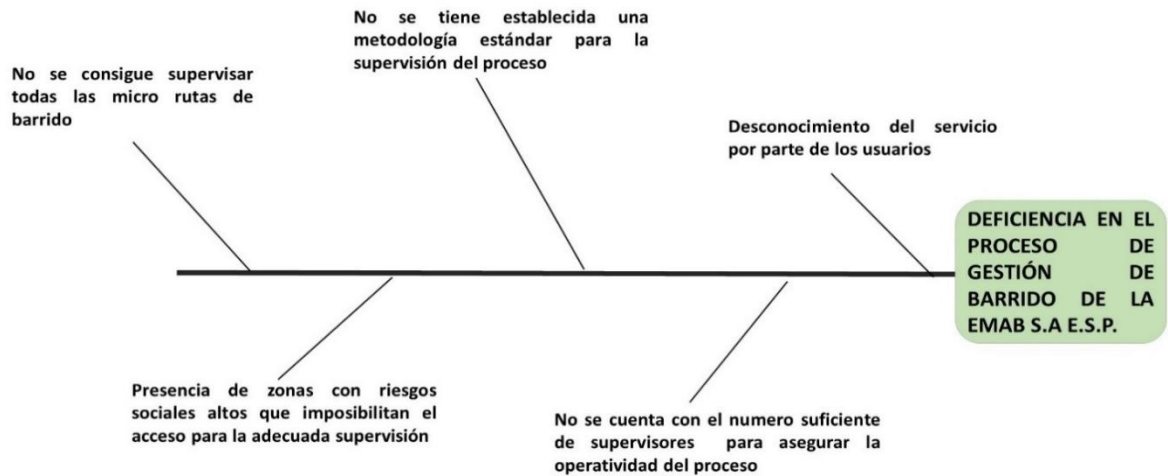 No se tiene establecida una
metodología estándar para la
supervisión del proceso
No se consigue supervisar
todas las micro rutas de
barrido
Desconocimiento del servicio
por parte de los usuarios
DEFICIENCIA EN EL
PROCESO DE
GESTIÓN DE
BARRIDO DE LA
EMAB S.A E.S.P.
Presencia de zonas con riesgos
sociales altos que imposibilitan el
acceso para la adecuada supervisión
No se cuenta con el numero suficiente
de supervisores para asegurar la
operatividad del proceso